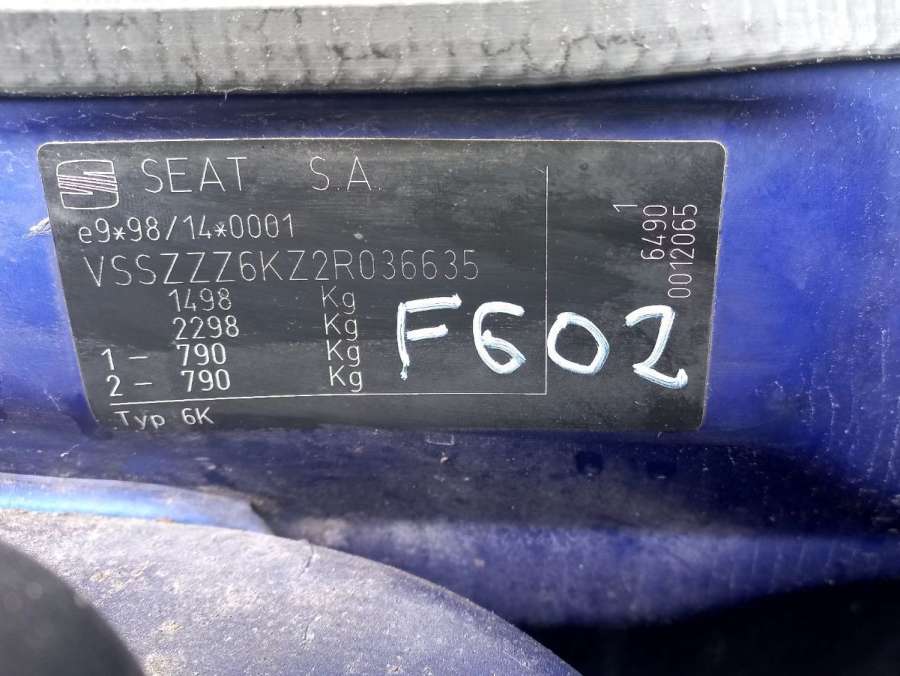 SEAT S.A.
e9*98/14*0001
VSSZZZ6KZ2R036635
1498 Kg
2298 Kg
1 - 790 Kg
2 - 790 Kg
Typ 6K
F602
1
6490
0012065